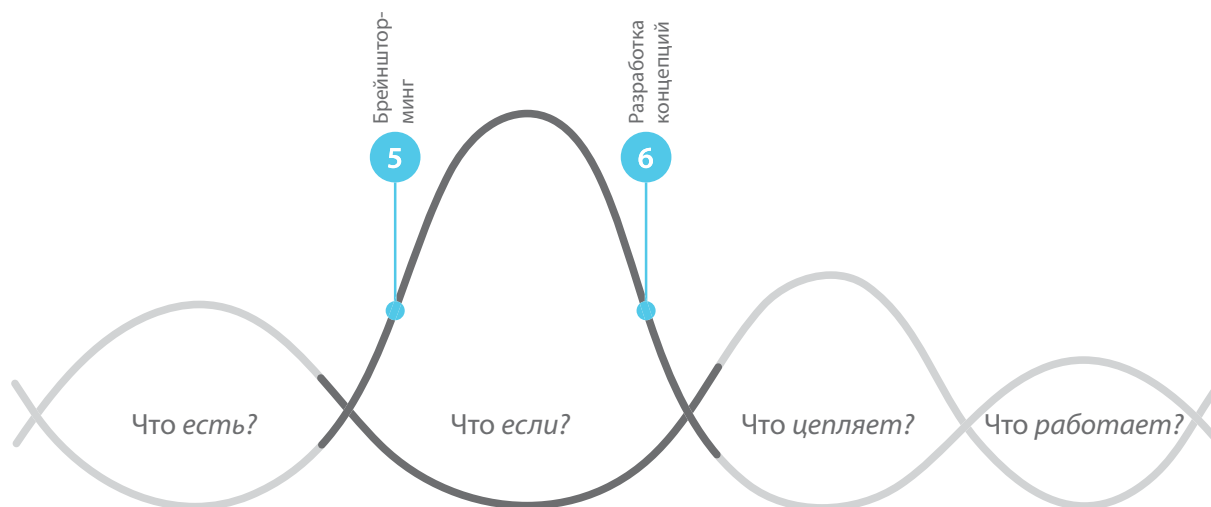 Брейнштор-
минг
5
Разработка
концепций
6
Что есть?
Что если?
Что цепляет?
Что работает?